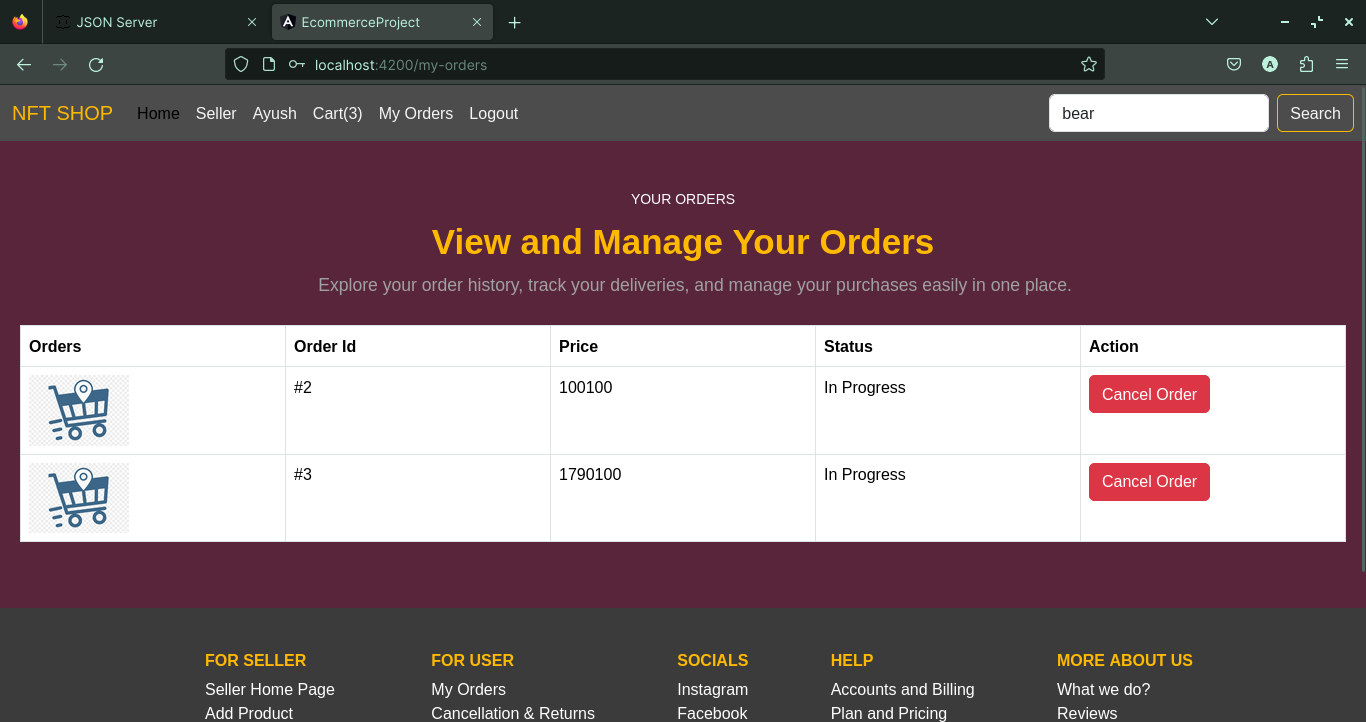 JSON Server
EcommerceProject
localhost:4200/my-orders
A
NFT SHOP Home Seller Ayush Cart(3) My Orders Logout bear Search
YOUR ORDERS
View and Manage Your Orders
Explore your order history, track your deliveries, and manage your purchases easily in one place.
Orders Order Id Price Status Action
#2 100100 In Progress Cancel Order
#3 1790100 In Progress Cancel Order
FOR SELLER FOR USER SOCIALS HELP MORE ABOUT US
Seller Home Page My Orders Instagram Accounts and Billing What we do?
Add Product Cancellation & Returns Facebook Plan and Pricing Reviews